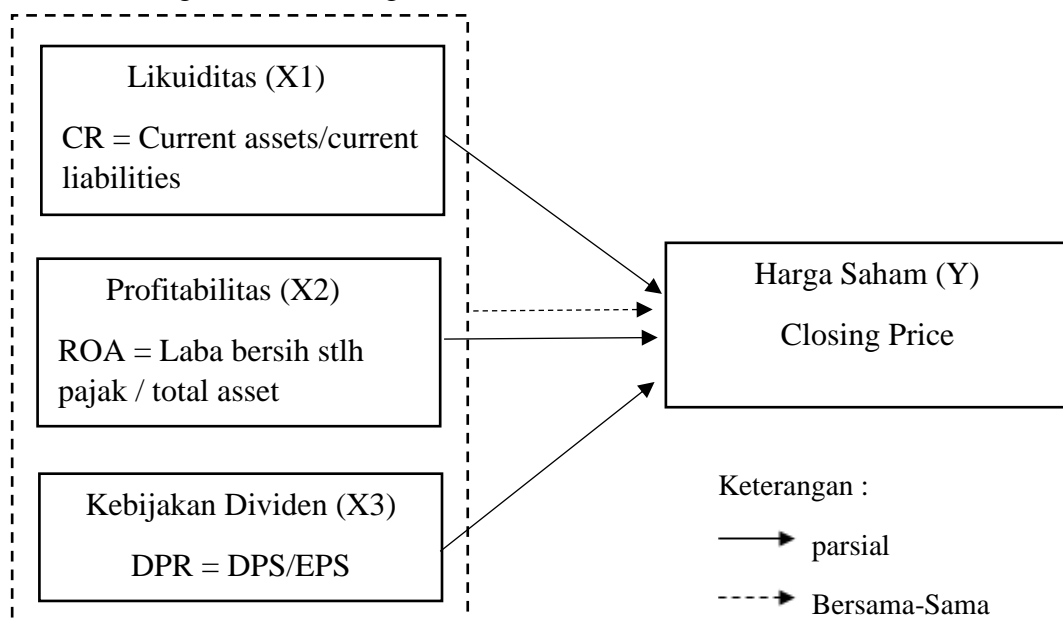 Likuiditas (X1)
CR = Current assets/current
liabilities
Profitabilitas (X2)
ROA = Laba bersih stlh
pajak / total asset
Kebijakan Dividen (X3)
DPR = DPS/EPS
Harga Saham (Y)
Closing Price
Keterangan :
parsial
Bersama-Sama